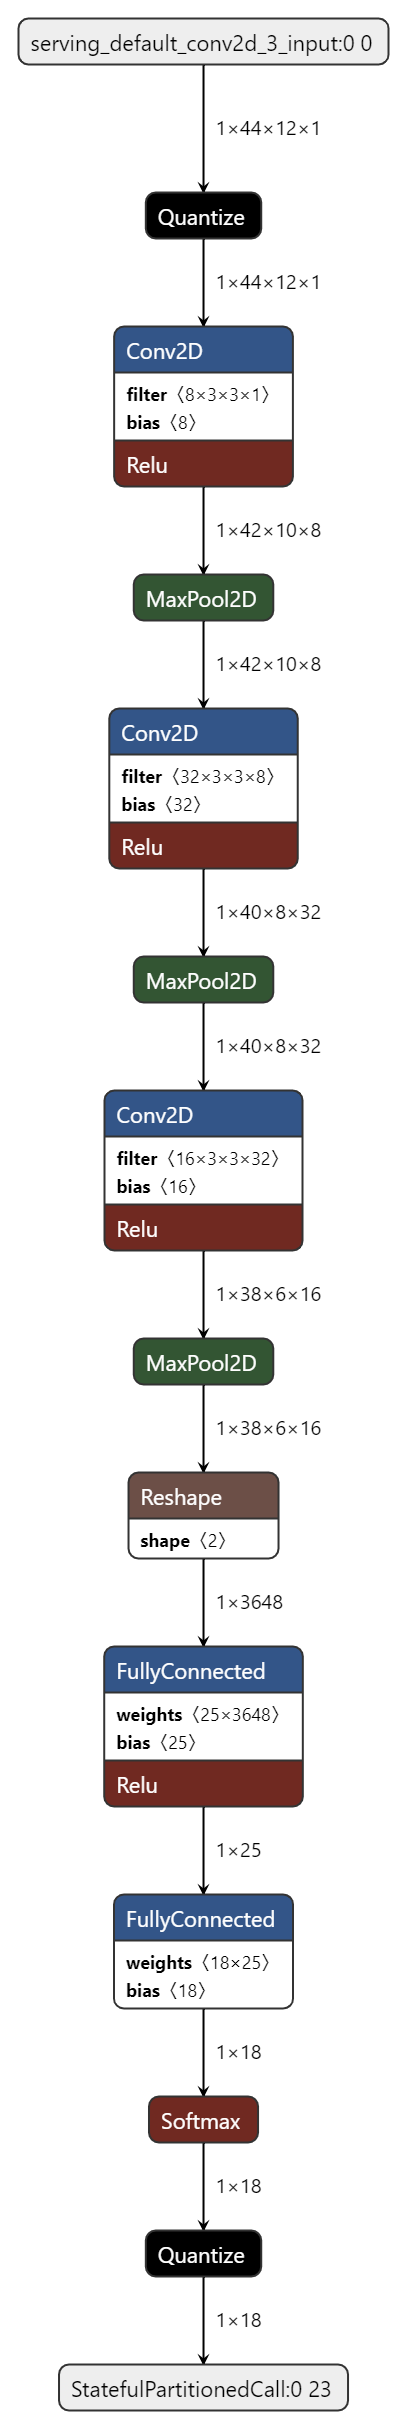 serving_default_conv2d_3_input:0 0
1×44×12×1
Quantize
1×44×12×1
Conv2D
filter 〈8×3×3×1〉
bias 〈8〉
Relu
1×42×10×8
MaxPool2D
1×42×10×8
Conv2D
filter 〈32×3×3×8〉
bias 〈32〉
Relu
1×40×8×32
MaxPool2D
1×40×8×32
Conv2D
filter 〈16×3×3×32〉
bias 〈16〉
Relu
1×38×6×16
MaxPool2D
1×38×6×16
Reshape
shape 〈2〉
1×3648
FullyConnected
weights 〈25×3648〉
bias 〈25〉
Relu
1×25
FullyConnected
weights 〈18×25〉
bias 〈18〉
1×18
Softmax
1×18
Quantize
1×18
StatefulPartitionedCall:0 23